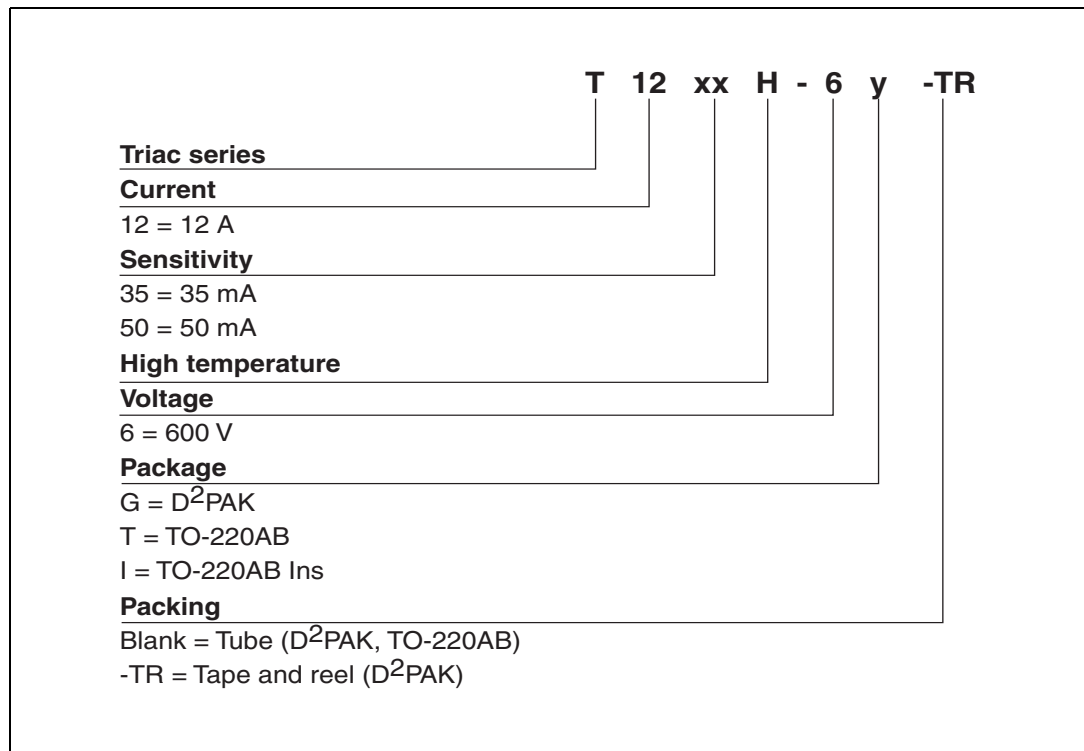 T 12 xx H - 6 y -TR
Triac series
Current
12 = 12 A
Sensitivity
35 = 35 mA
50 = 50 mA
High temperature
Voltage
6 = 600 V
Package
G = D²PAK
T = TO-220AB
I = TO-220AB Ins
Packing
Blank = Tube (D²PAK, TO-220AB)
-TR = Tape and reel (D²PAK)